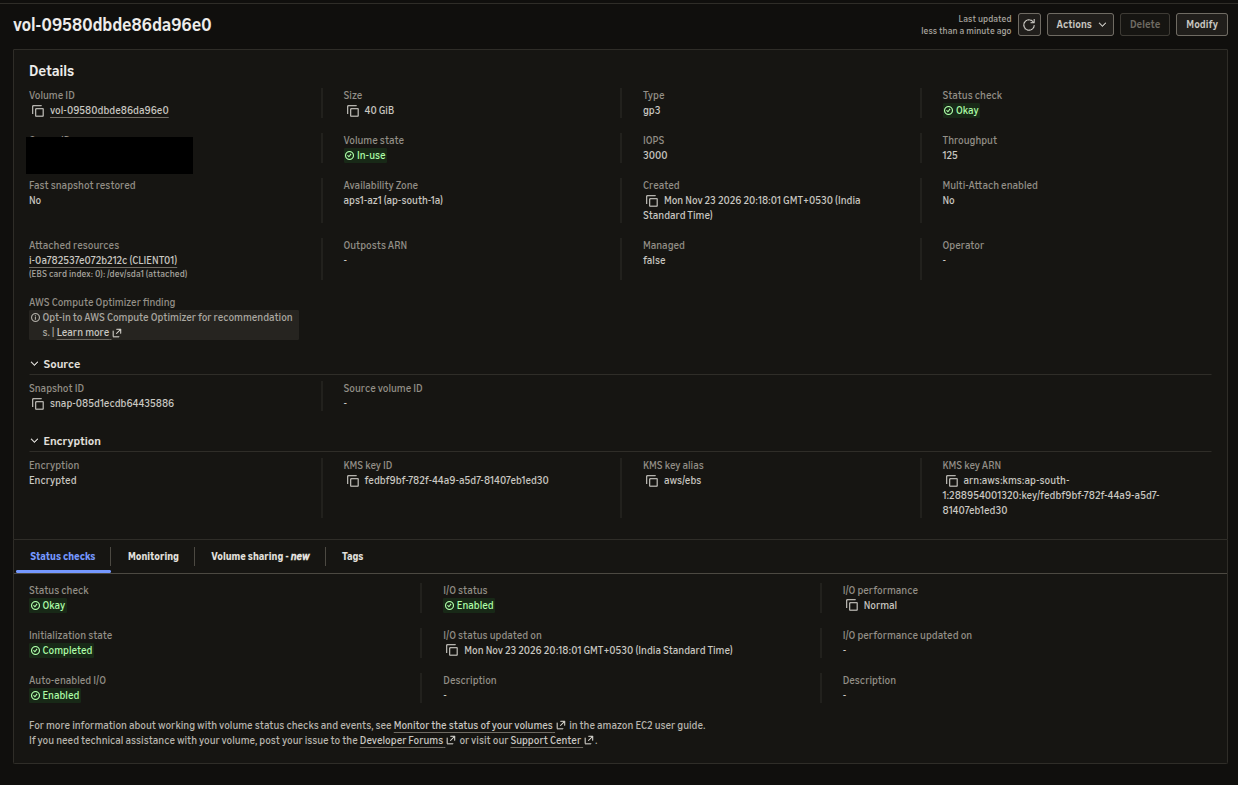 vol-09580dbde86da96e0
Last updated
less than a minute ago
Actions
Delete
Modify
Details
Volume ID
vol-09580dbde86da96e0
Size
40 GiB
Type
gp3
Status check
Okay
Volume state
In-use
IOPS
3000
Throughput
125
Fast snapshot restored
No
Availability Zone
aps1-az1 (ap-south-1a)
Created
Mon Nov 23 2026 20:18:01 GMT+0530 (India
Standard Time)
Multi-Attach enabled
No
Attached resources
i-0a782537e072b212c (CLIENT01)
(EBS card index: 0): /dev/sda1 (attached)
Outposts ARN
-
Managed
false
Operator
-
AWS Compute Optimizer finding
Opt-in to AWS Compute Optimizer for recommendation
s. | Learn more
Source
Snapshot ID
snap-085d1ecdb64435886
Source volume ID
-
Encryption
Encryption
Encrypted
KMS key ID
fedbf9bf-782f-44a9-a5d7-81407eb1ed30
KMS key alias
aws/ebs
KMS key ARN
arn:aws:kms:ap-south-
1:288954001320:key/fedbf9bf-782f-44a9-a5d7-
81407eb1ed30
Status checks
Monitoring
Volume sharing - new
Tags
Status check
Okay
I/O status
Enabled
I/O performance
Normal
Initialization state
Completed
I/O status updated on
Mon Nov 23 2026 20:18:01 GMT+0530 (India Standard Time)
I/O performance updated on
-
Auto-enabled I/O
Enabled
Description
-
Description
-
For more information about working with volume status checks and events, see Monitor the status of your volumes in the amazon EC2 user guide.
If you need technical assistance with your volume, post your issue to the Developer Forums or visit our Support Center.